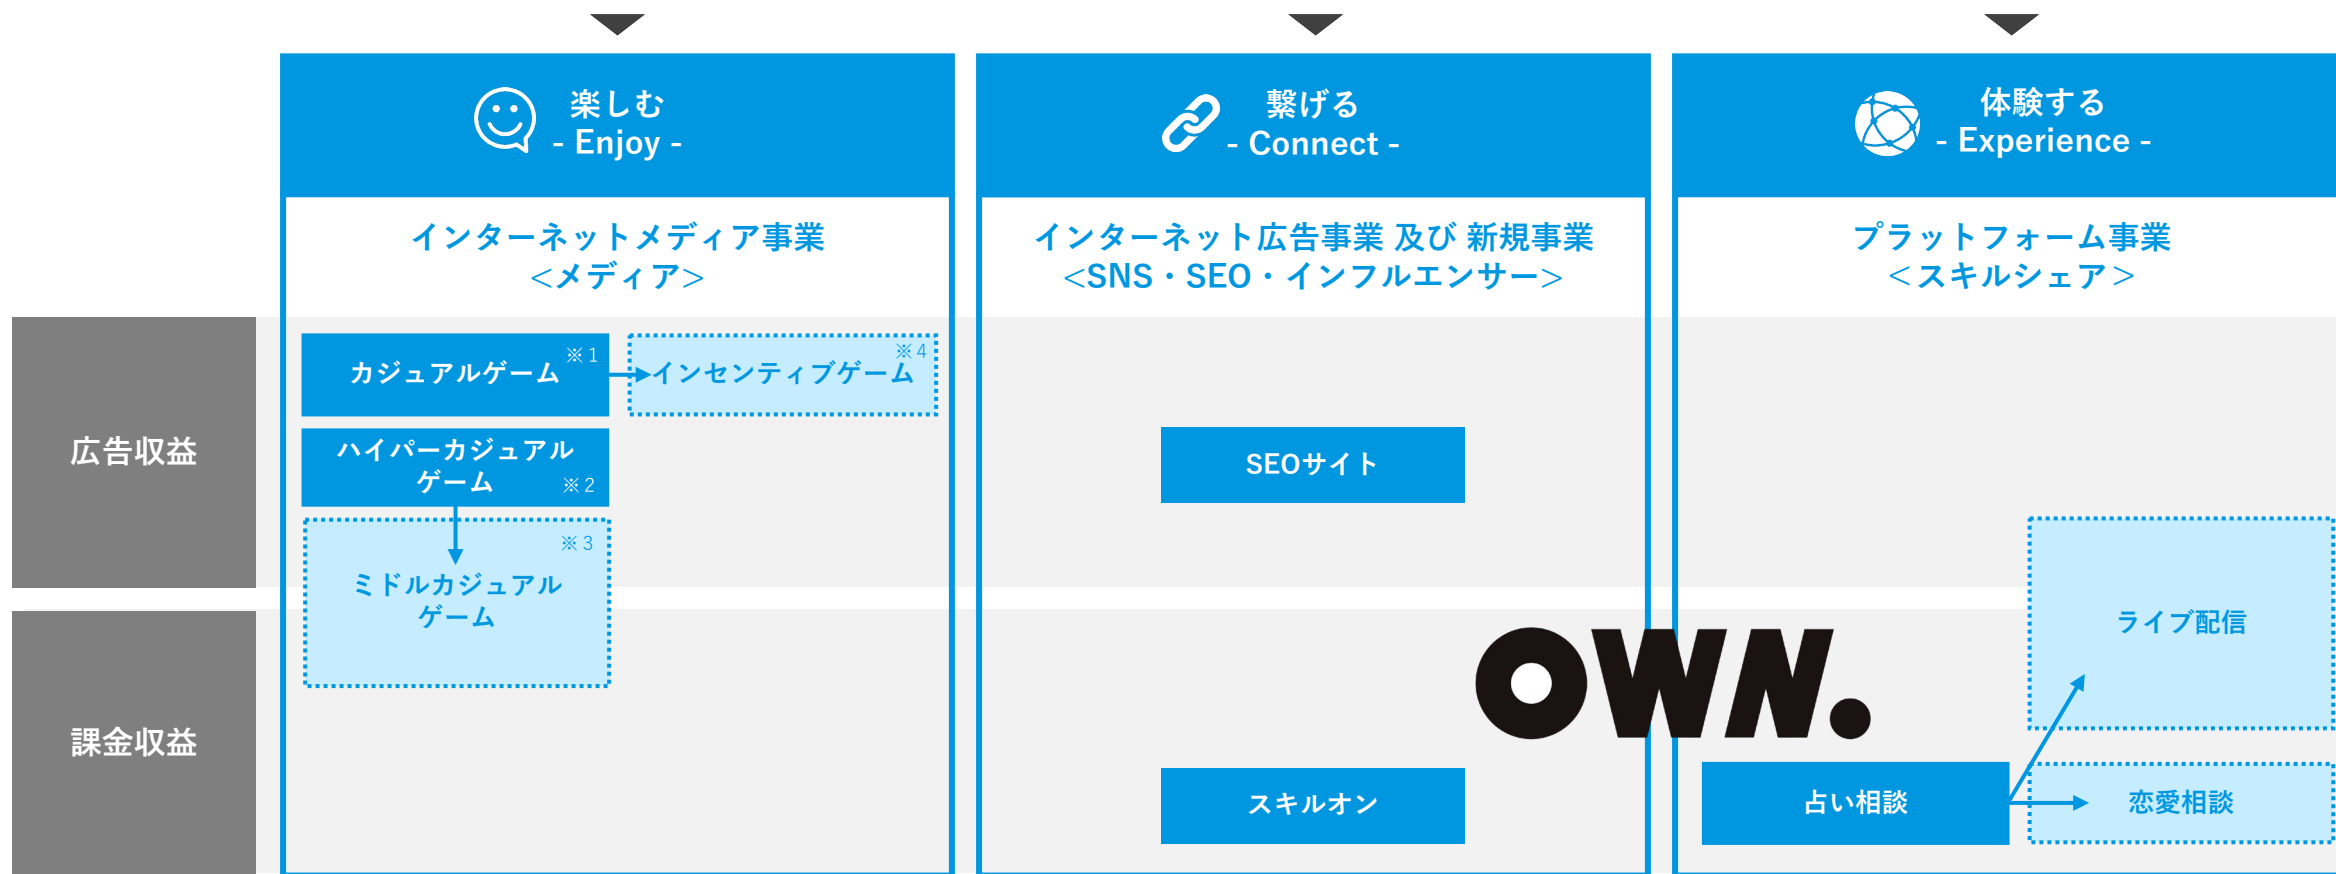 楽しむ
- Enjoy -
繋げる
- Connect -
体験する
- Experience -
インターネットメディア事業
<メディア>
インターネット広告事業 及び 新規事業
<SNS・SEO・インフルエンサー>
プラットフォーム事業
<スキルシェア>
広告収益
カジュアルゲーム ※1
インセンティブゲーム ※4
ハイパーカジュアル
ゲーム ※2
※3
ミドルカジュアル
ゲーム
SEOサイト
ライブ配信
課金収益
OWN.
スキルオン
占い相談
恋愛相談